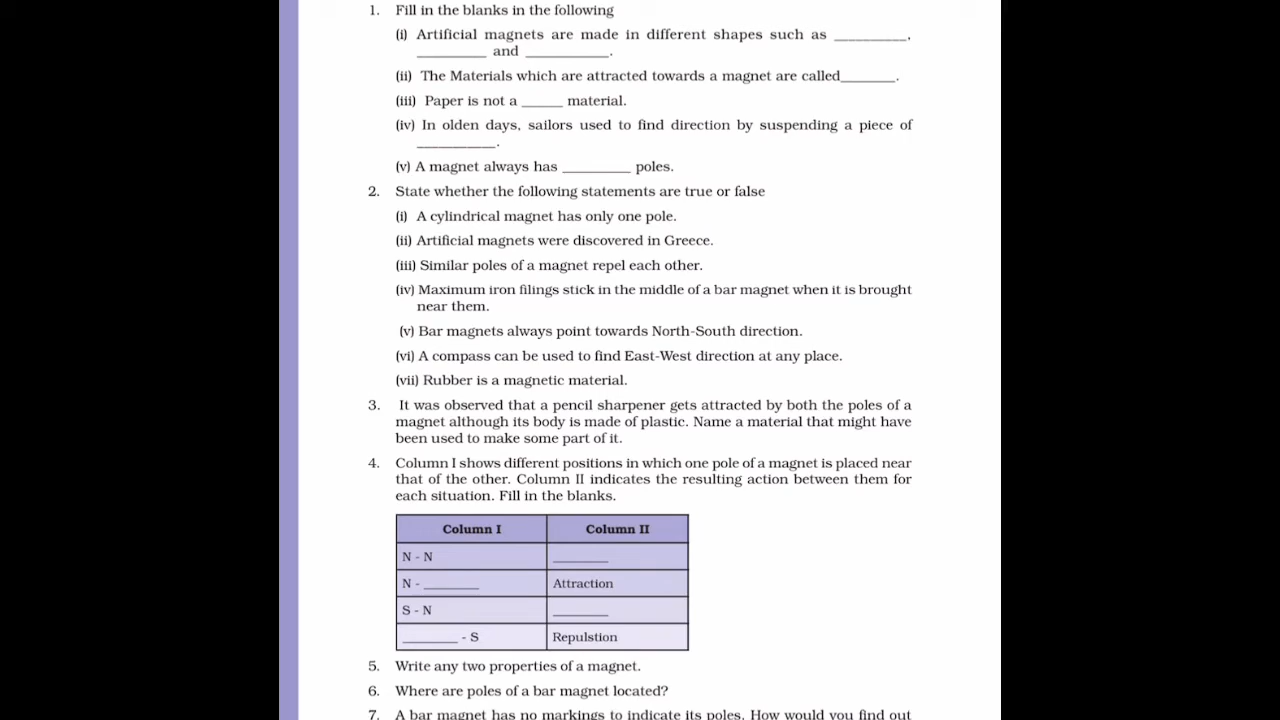 1. Fill in the blanks in the following
(i) Artificial magnets are made in different shapes such as __________,
__________ and ____________.
(ii) The Materials which are attracted towards a magnet are called________.
(iii) Paper is not a ______ material.
(iv) In olden days, sailors used to find direction by suspending a piece of
___________.
(v) A magnet always has __________ poles.
2. State whether the following statements are true or false
(i) A cylindrical magnet has only one pole.
(ii) Artificial magnets were discovered in Greece.
(iii) Similar poles of a magnet repel each other.
(iv) Maximum iron filings stick in the middle of a bar magnet when it is brought
near them.
(v) Bar magnets always point towards North-South direction.
(vi) A compass can be used to find East-West direction at any place.
(vii) Rubber is a magnetic material.
3. It was observed that a pencil sharpener gets attracted by both the poles of a
magnet although its body is made of plastic. Name a material that might have
been used to make some part of it.
4. Column I shows different positions in which one pole of a magnet is placed near
that of the other. Column II indicates the resulting action between them for
each situation. Fill in the blanks.
Column I Column II
N - N ________
N - ________ Attraction
S - N ________
________ - S Repulstion
5. Write any two properties of a magnet.
6. Where are poles of a bar magnet located?
7. A bar magnet has no markings to indicate its poles. How would you find out